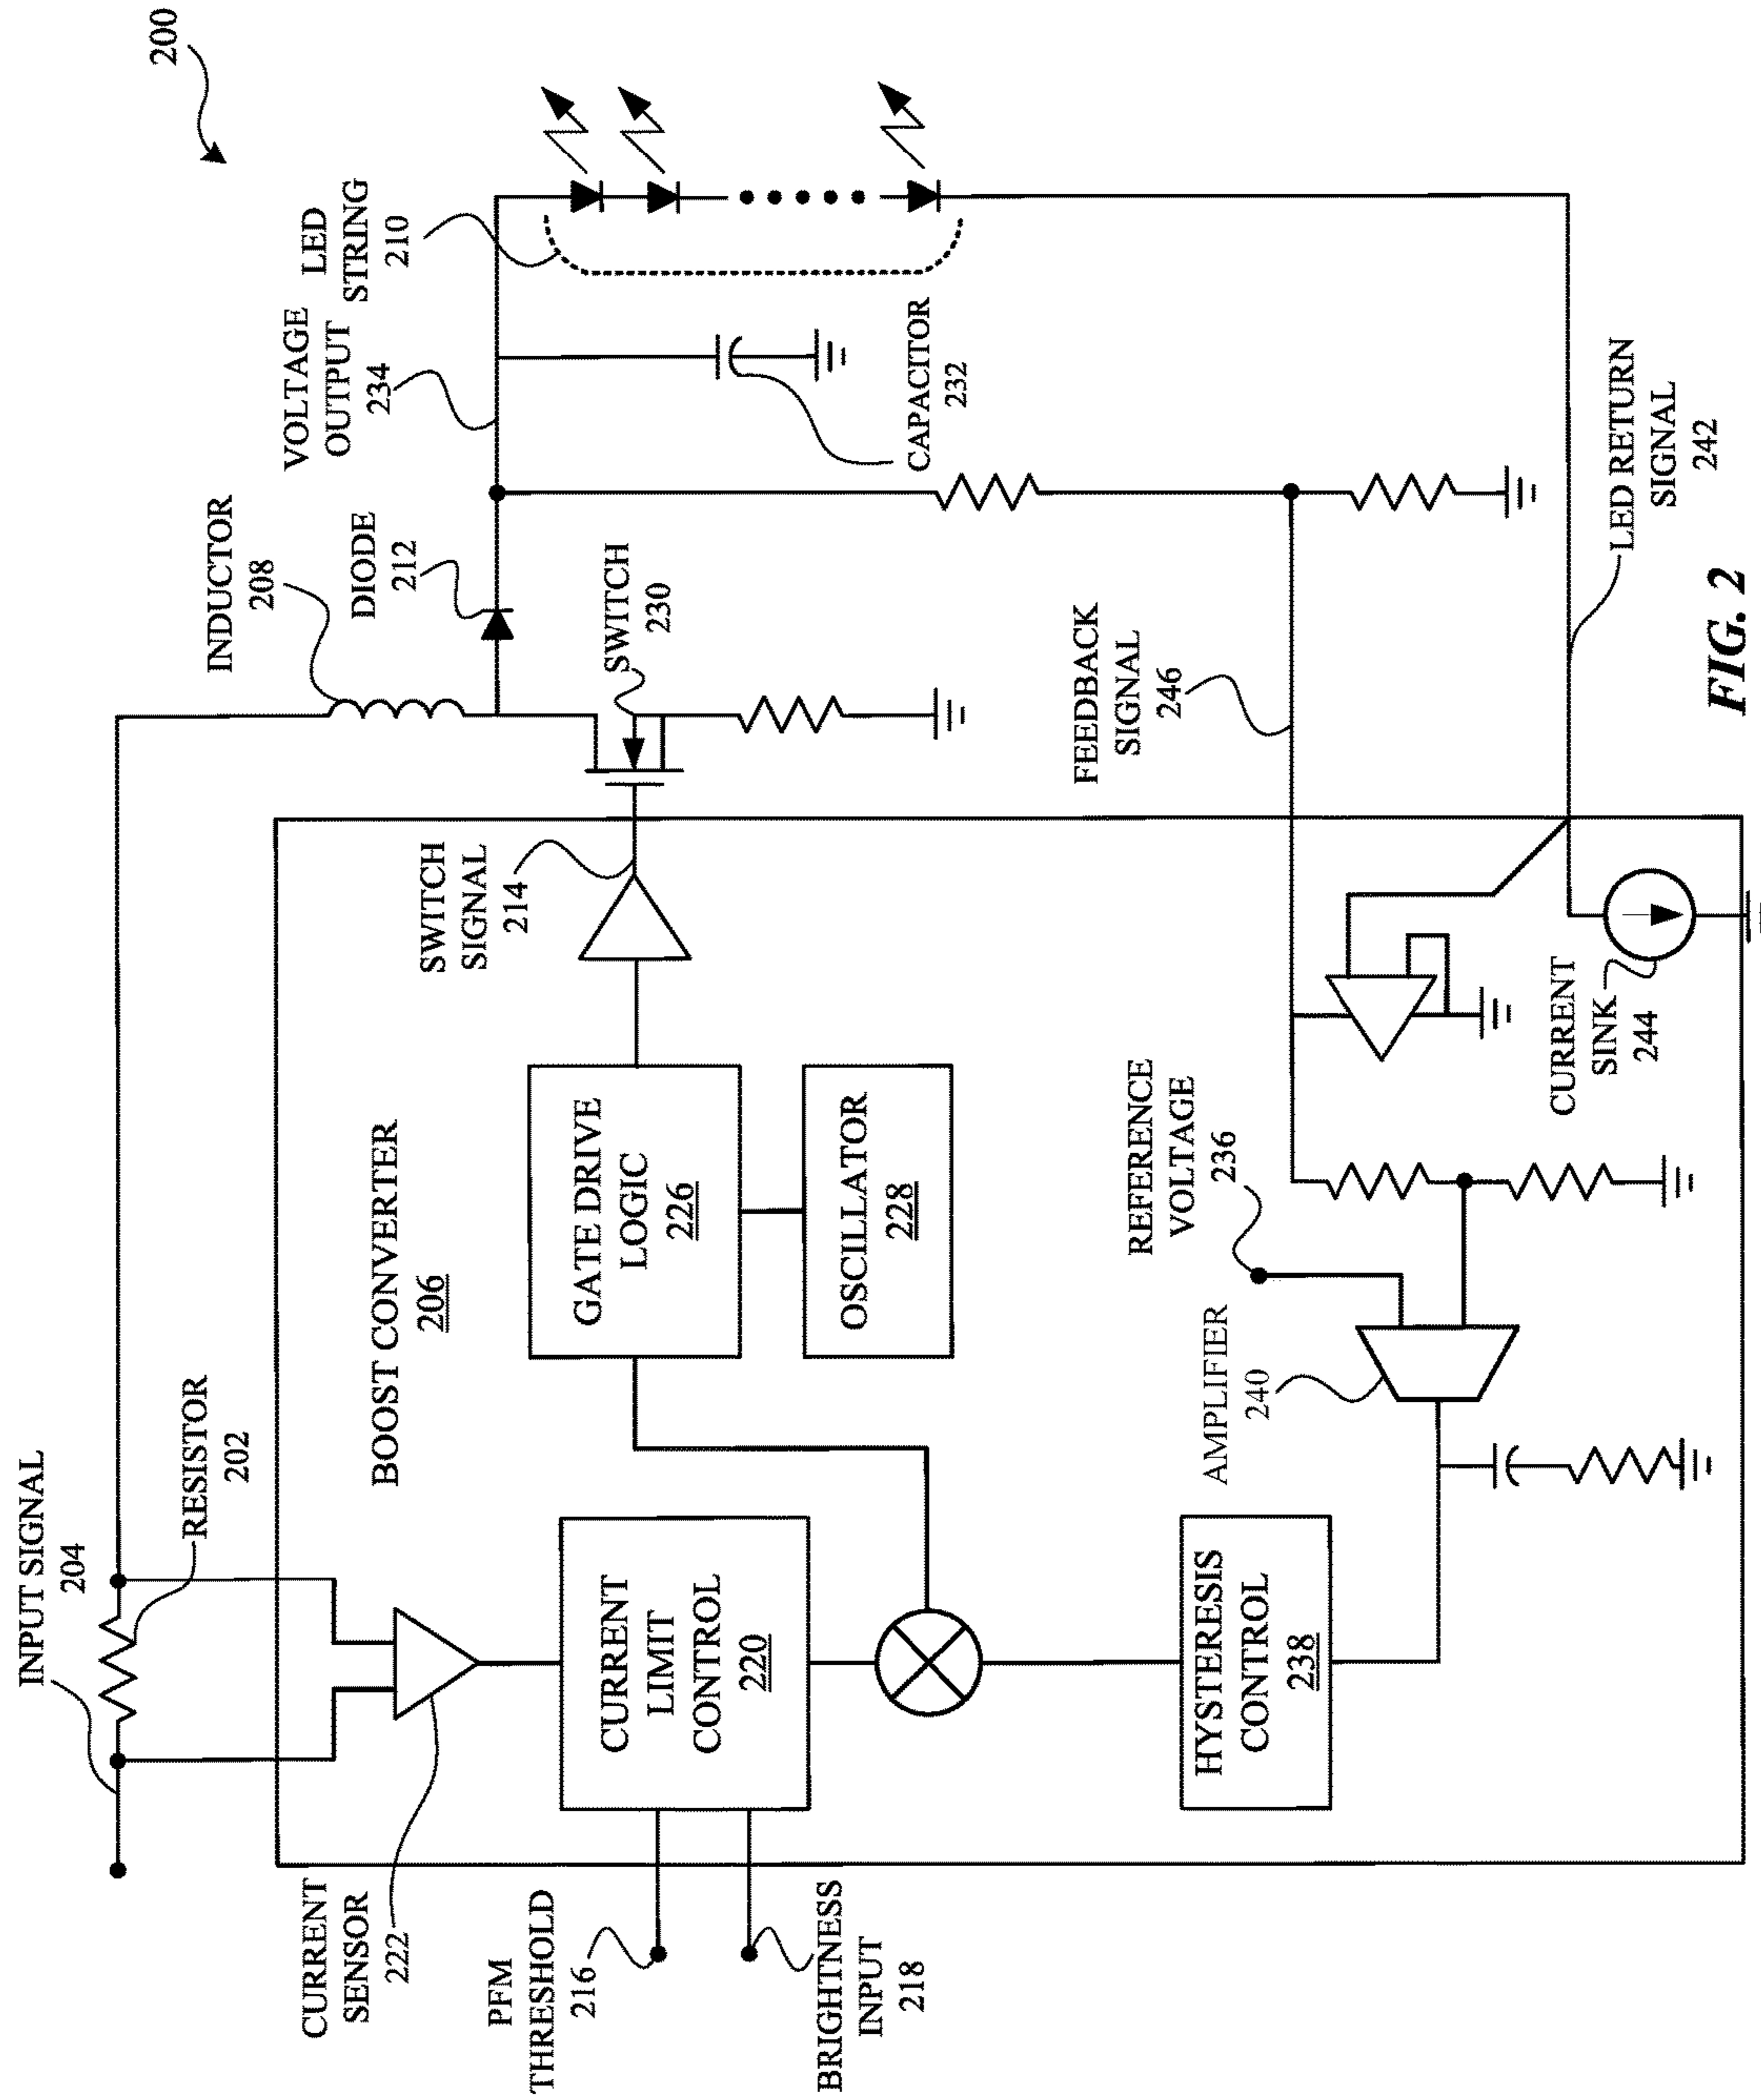 200
INPUT SIGNAL
204
RESISTOR
202
INDUCTOR
208
DIODE
212
VOLTAGE
OUTPUT
234
LED
STRING
210
CURRENT
SENSOR
222
BOOST CONVERTER
206
SWITCH
SIGNAL
214
SWITCH
230
PFM
THRESHOLD
216
BRIGHTNESS
INPUT
218
CURRENT
LIMIT
CONTROL
220
GATE DRIVE
LOGIC
226
OSCILLATOR
228
CAPACITOR
232
FEEDBACK
SIGNAL
246
REFERENCE
VOLTAGE
236
AMPLIFIER
240
HYSTERESIS
CONTROL
238
CURRENT
SINK
244
LED RETURN
SIGNAL
242
FIG. 2